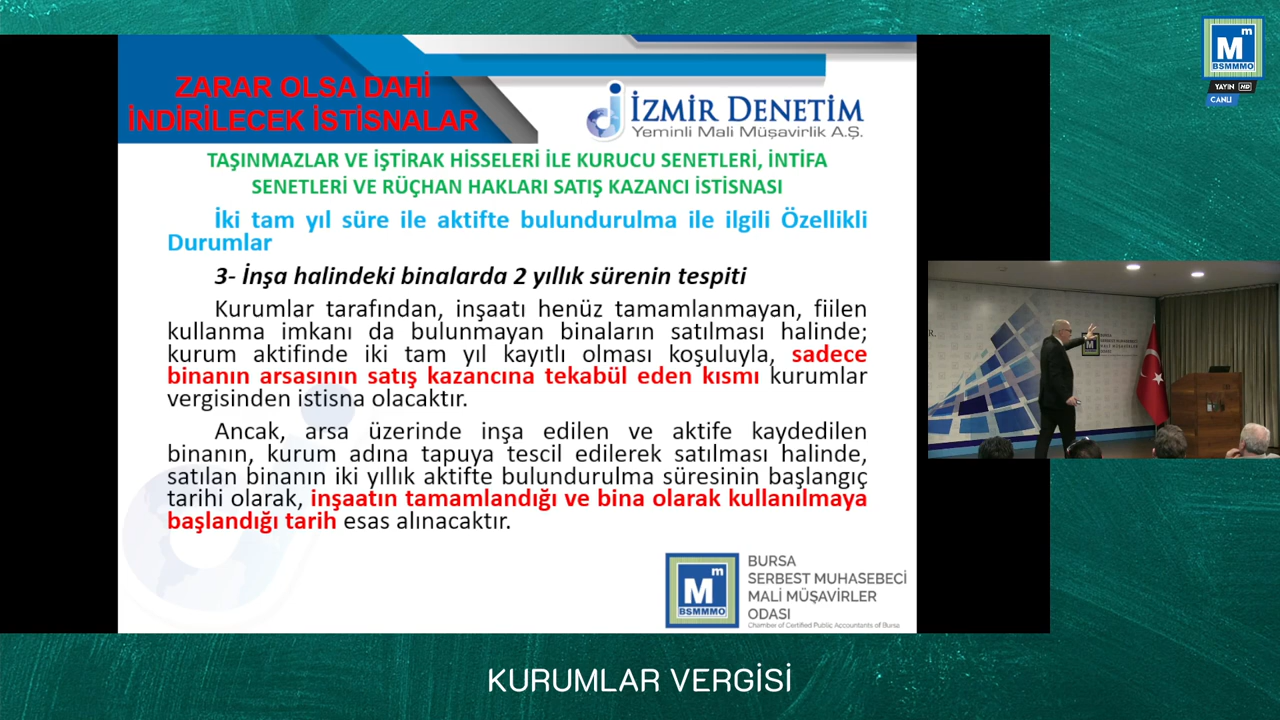 M m
BSMMMO
YAYIN HD
CANLI
ZARAR OLSA DAHİ
İNDİRİLECEK İSTİSNALAR
İZMİR DENETİM
Yeminli Mali Müşavirlik A.Ş.
TAŞINMAZLAR VE İŞTİRAK HİSSELERİ İLE KURUCU SENETLERİ, İNTİFA
SENETLERİ VE RÜÇHAN HAKLARI SATIŞ KAZANCI İSTİSNASI
İki tam yıl süre ile aktifte bulundurulma ile ilgili Özellikli
Durumlar
3- İnşa halindeki binalarda 2 yıllık sürenin tespiti
Kurumlar tarafından, inşaatı henüz tamamlanmayan, fiilen
kullanma imkanı da bulunmayan binaların satılması halinde;
kurum aktifinde iki tam yıl kayıtlı olması koşuluyla, sadece
binanın arsasının satış kazancına tekabül eden kısmı kurumlar
vergisinden istisna olacaktır.
Ancak, arsa üzerinde inşa edilen ve aktife kaydedilen
binanın, kurum adına tapuya tescil edilerek satılması halinde,
satılan binanın iki yıllık aktifte bulundurulma süresinin başlangıç
tarihi olarak, inşaatın tamamlandığı ve bina olarak kullanılmaya
başlandığı tarih esas alınacaktır.
M m
BSMMMO
BURSA
SERBEST MUHASEBECİ
MALİ MÜŞAVİRLER
ODASI
Chamber of Certified Public Accountants of Bursa
BURSA
SERBEST MUHASEBECİ
MALİ MÜŞAVİRLER
ODASI
KURUMLAR VERGİSİ